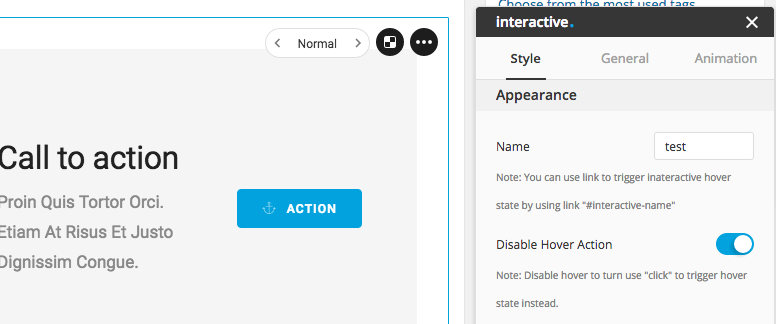 Choose from the most used tags
interactive.
Normal
Style General Animation
Appearance
Call to action
Name test
Note: You can use link to trigger inateractive hover
state by using link "#interactive-name"
Proin Quis Tortor Orci.
Etiam At Risus Et Justo
Dignissim Congue.
ACTION
Disable Hover Action
Note: Disable hover to turn use "click" to trigger hover
state instead.